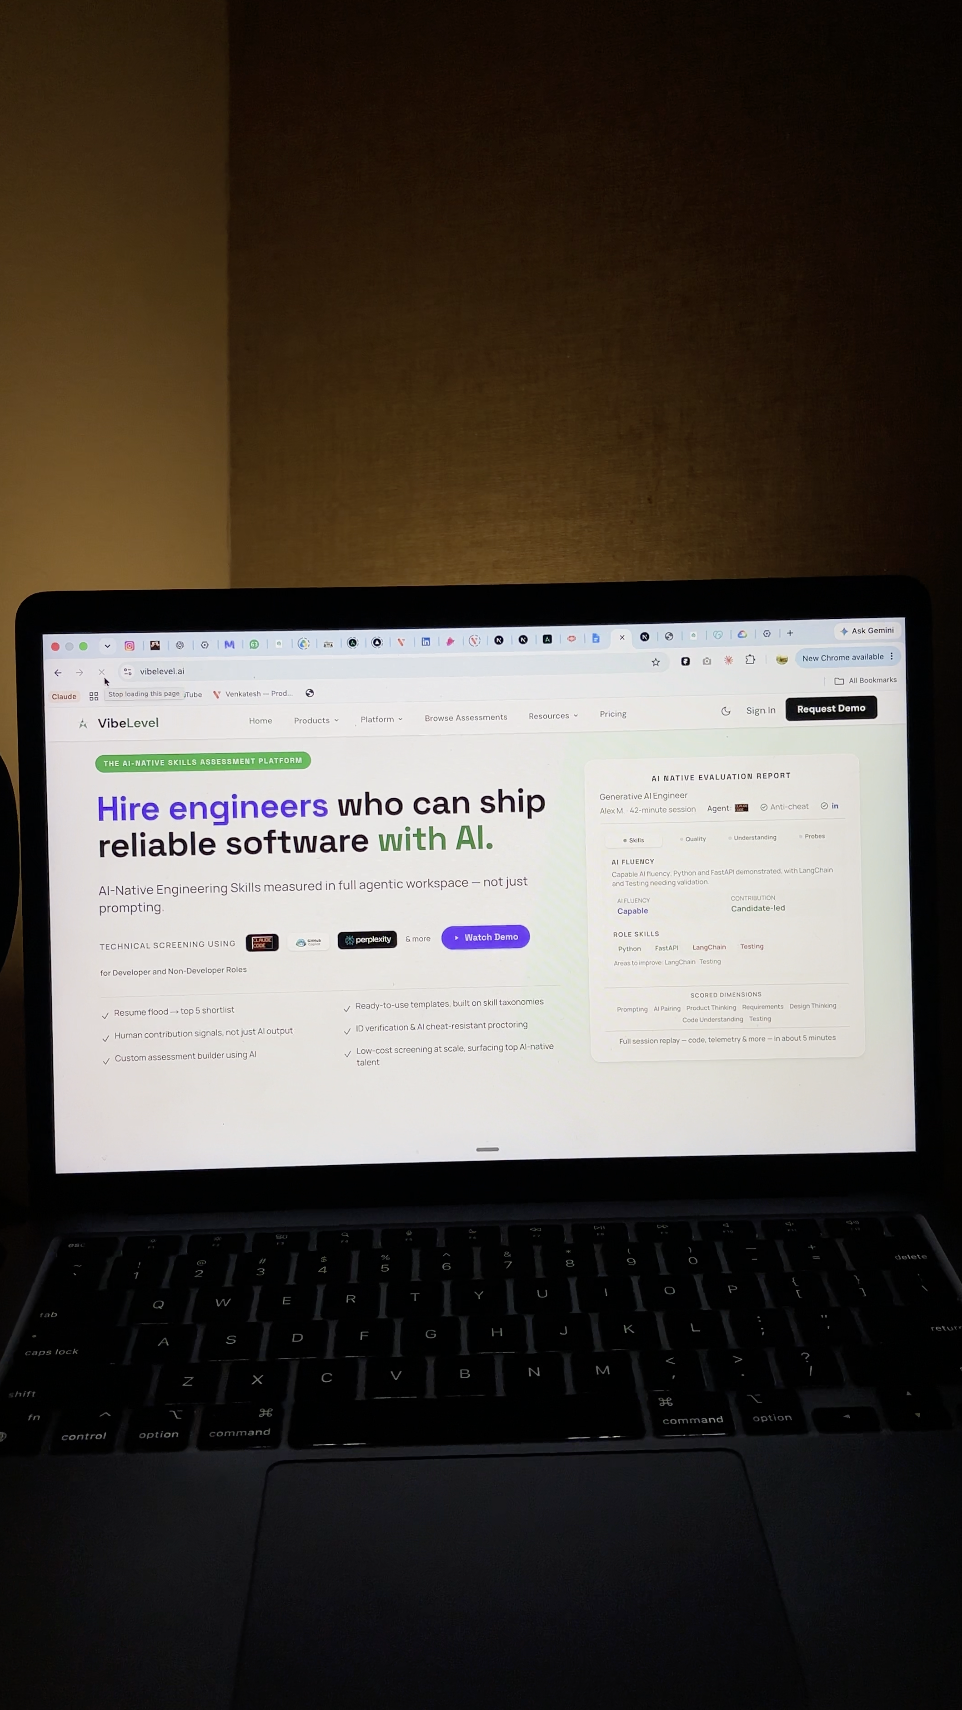 Ask Gemini
vibelevel.ai
New Chrome available
Claude
Stop loading this page
Tube
Venkatesh — Prod...
All Bookmarks
VibeLevel
Home
Products
Platform
Browse Assessments
Resources
Pricing
Sign in
Request Demo
THE AI-NATIVE SKILLS ASSESSMENT PLATFORM
Hire engineers who can ship
reliable software with AI.
AI-Native Engineering Skills measured in full agentic workspace — not just
prompting.
TECHNICAL SCREENING USING
CLAUDE
CODE
GitHub
perplexity
& more
Watch Demo
for Developer and Non-Developer Roles
Resume flood → top 5 shortlist
Human contribution signals, not just AI output
Custom assessment builder using AI
Ready-to-use templates, built on skill taxonomies
ID verification & AI cheat-resistant proctoring
Low-cost screening at scale, surfacing top AI-native
talent
AI NATIVE EVALUATION REPORT
Generative AI Engineer
Alex M · 42-minute session
Agent
Anti-cheat
in
Skills
Quality
Understanding
Probes
AI FLUENCY
Capable AI fluency. Python and FastAPI demonstrated, with LangChain
and Testing needing validation.
AI FLUENCY
CONTRIBUTION
Capable
Candidate-led
ROLE SKILLS
Python
FastAPI
LangChain
Testing
Areas to improve: LangChain · Testing
SCORED DIMENSIONS
Prompting AI Pairing Product Thinking Requirements Design Thinking
Code Understanding Testing
Full session replay — code, telemetry & more — in about 5 minutes
esc
~ ! @ # $ % ^ & * ( ) — +
` 1 2 3 4 5 6 7 8 9 0 - =
delete
tab
Q W E R T Y U I O P { }
[ ] \
caps lock
A S D F G H J K L : "
; '
return
shift
Z X C V B N M < > ?
, . /
fn
control
option
command
command
option